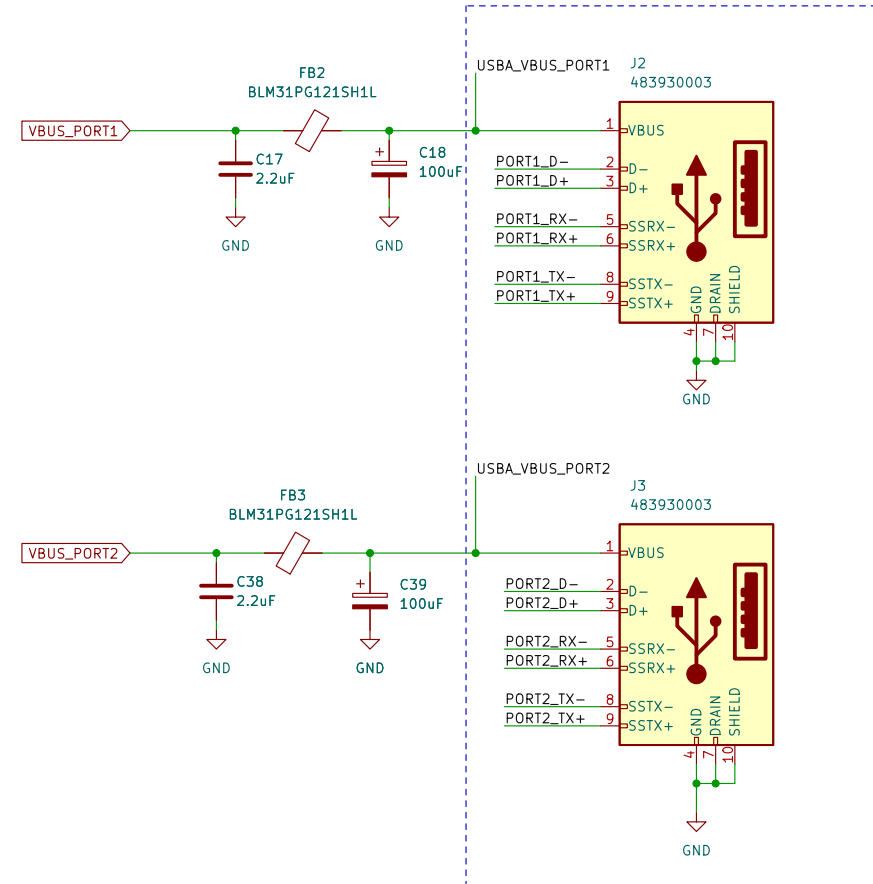 USBA_VBUS_PORT1
J2
483930003
FB2
BLM31PG121SH1L
VBUS_PORT1
1
VBUS
C17
2.2uF
+
C18
100uF
PORT1_D-
2
D-
PORT1_D+
3
D+
PORT1_RX-
5
SSRX-
PORT1_RX+
6
SSRX+
PORT1_TX-
8
SSTX-
PORT1_TX+
9
SSTX+
GND
DRAIN
SHIELD
4
7
10
GND
GND
GND
USBA_VBUS_PORT2
J3
483930003
FB3
BLM31PG121SH1L
VBUS_PORT2
1
VBUS
C38
2.2uF
+
C39
100uF
PORT2_D-
2
D-
PORT2_D+
3
D+
PORT2_RX-
5
SSRX-
PORT2_RX+
6
SSRX+
PORT2_TX-
8
SSTX-
PORT2_TX+
9
SSTX+
GND
DRAIN
SHIELD
4
7
10
GND
GND
GND